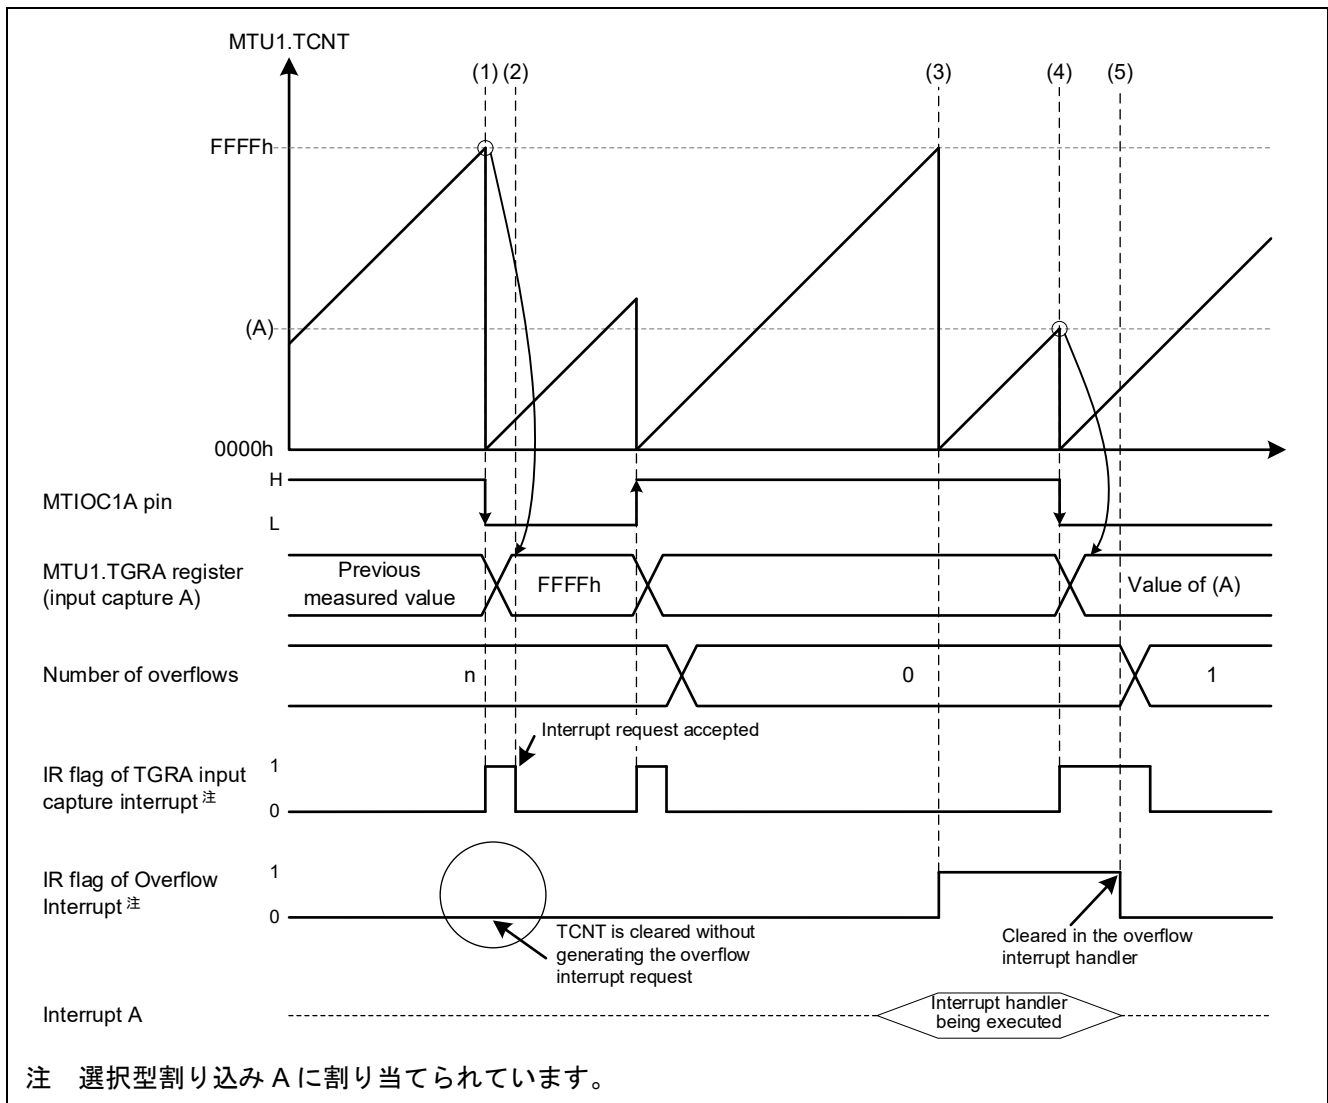 MTU1.TCNT
(1) (2) (3) (4) (5)
FFFFh
(A)
0000h
H
MTIOC1A pin
L
MTU1.TGRA register
(input capture A)
Previous
measured value
FFFFh
Value of (A)
Number of overflows
n
0
1
Interrupt request accepted
IR flag of TGRA input
capture interrupt 注
1
0
IR flag of Overflow
Interrupt 注
1
0
TCNT is cleared without
generating the overflow
interrupt request
Cleared in the overflow
interrupt handler
Interrupt A
Interrupt handler
being executed
注 選択型割り込み A に割り当てられています。